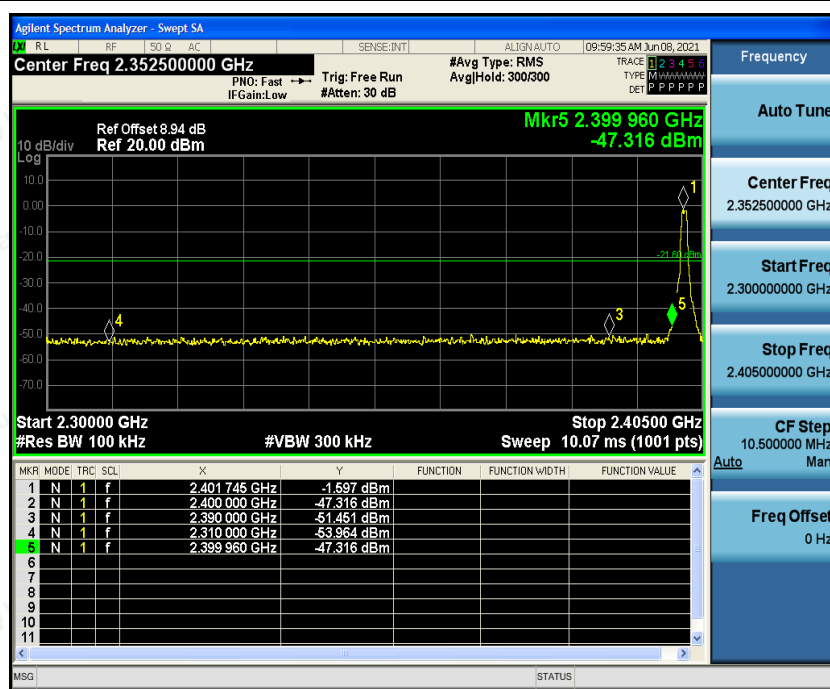 Agilent Spectrum Analyzer - Swept SA
LXI RL RF 50 Ω AC SENSE:INT ALIGN AUTO 09:59:35 AM Jun 08, 2021
Center Freq 2.352500000 GHz
PNO: Fast
IFGain:Low
Trig: Free Run
#Atten: 30 dB
#Avg Type: RMS
Avg|Hold: 300/300
TRACE 1 2 3 4 5 6
TYPE M WWWWW
DET P P P P P P
Ref Offset 8.94 dB
Ref 20.00 dBm
10 dB/div
Log
Mkr5 2.399 960 GHz
-47.316 dBm
10.0
0.00
-10.0
-20.0
-30.0
-40.0
-50.0
-60.0
-70.0
1
-21.60 dBm
5
3
4
Start 2.30000 GHz Stop 2.40500 GHz
#Res BW 100 kHz #VBW 300 kHz Sweep 10.07 ms (1001 pts)
MKR MODE TRC SCL X Y FUNCTION FUNCTION WIDTH FUNCTION VALUE
1 N 1 f 2.401 745 GHz -1.597 dBm
2 N 1 f 2.400 000 GHz -47.316 dBm
3 N 1 f 2.390 000 GHz -51.451 dBm
4 N 1 f 2.310 000 GHz -53.964 dBm
5 N 1 f 2.399 960 GHz -47.316 dBm
6
7
8
9
10
11
MSG STATUS
Frequency
Auto Tune
Center Freq
2.352500000 GHz
Start Freq
2.300000000 GHz
Stop Freq
2.405000000 GHz
CF Step
10.500000 MHz
Auto Man
Freq Offset
0 Hz